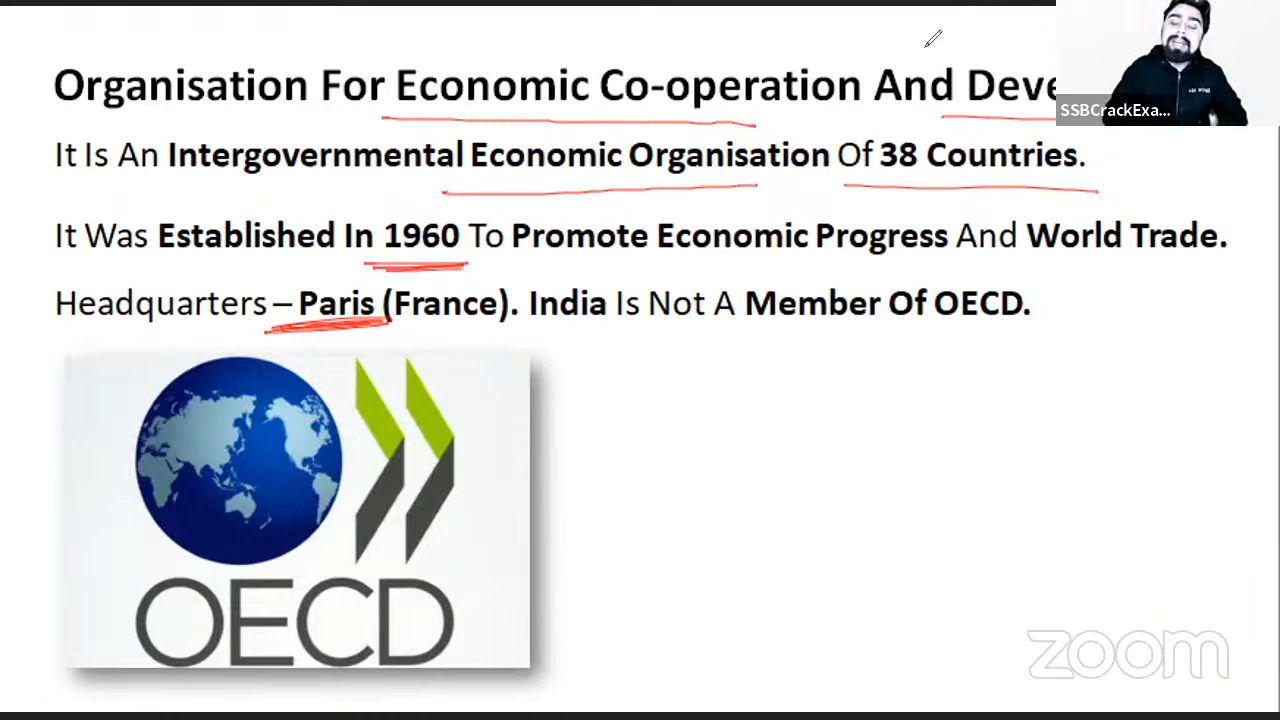 Organisation For Economic Co-operation And Deve
SSBCrackExa...
It Is An Intergovernmental Economic Organisation Of 38 Countries.
It Was Established In 1960 To Promote Economic Progress And World Trade.
Headquarters – Paris (France). India Is Not A Member Of OECD.
OECD
zoom